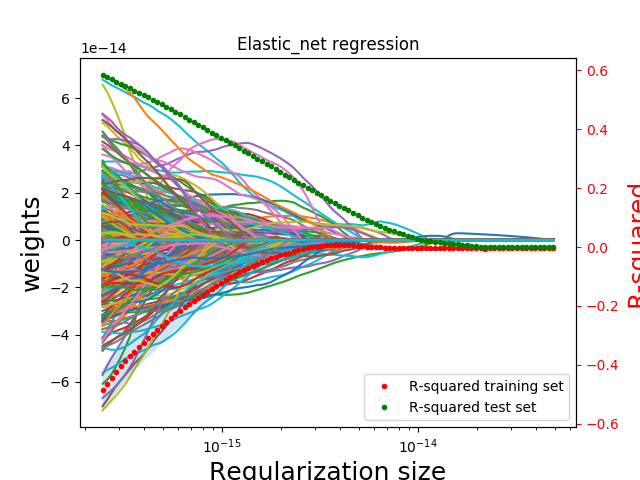 Elastic_net regression
1e−14
6
4
2
0
−2
−4
−6
weights
0.6
0.4
0.2
0.0
−0.2
−0.4
−0.6
R-squared
R-squared training set
R-squared test set
10−15
10−14
Regularization size